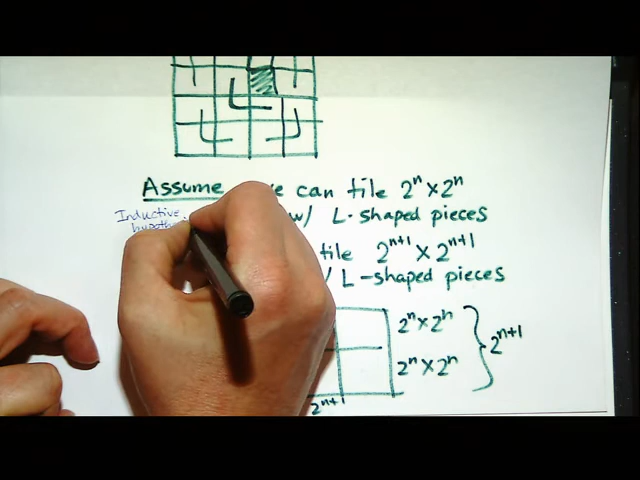 Assume we can tile 2ⁿ × 2ⁿ
Inductive w/ L-shaped pieces
tile 2ⁿ⁺¹ × 2ⁿ⁺¹
/ L-shaped pieces
2ⁿ × 2ⁿ
2ⁿ⁺¹
2ⁿ × 2ⁿ
2ⁿ⁺¹